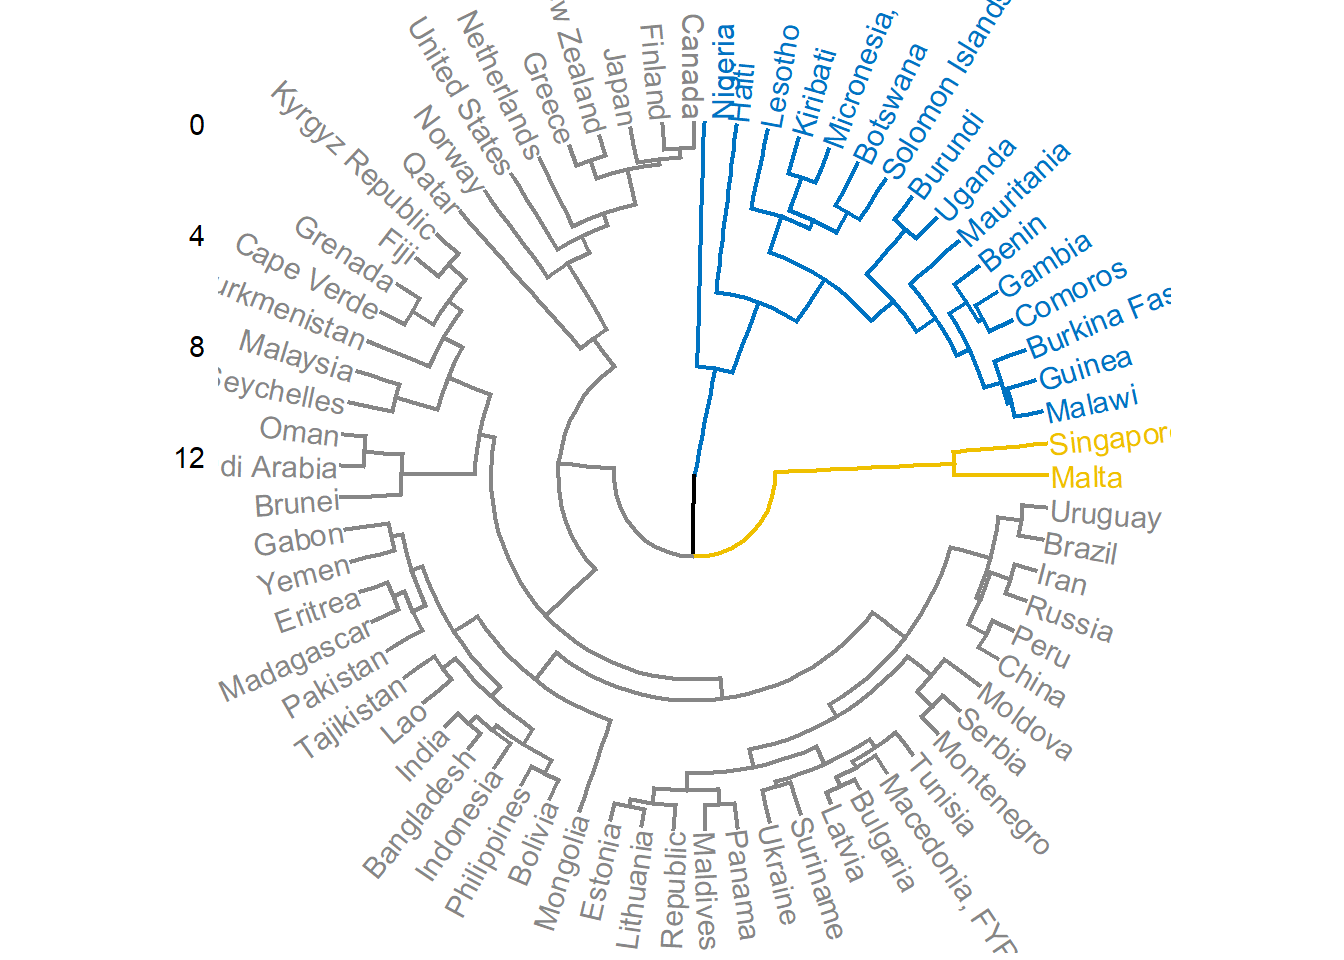 0
4
8
12
Canada
Finland
Japan
w Zealand
Greece
Netherlands
United States
Norway
Qatar
Kyrgyz Republic
Fiji
Grenada
Cape Verde
urkmenistan
Malaysia
Seychelles
Oman
di Arabia
Brunei
Gabon
Yemen
Eritrea
Madagascar
Pakistan
Tajikistan
Lao
India
Bangladesh
Indonesia
Philippines
Bolivia
Mongolia
Estonia
Lithuania
Republic
Maldives
Panama
Ukraine
Suriname
Latvia
Bulgaria
Macedonia, FYR
Tunisia
Montenegro
Serbia
Moldova
China
Peru
Russia
Iran
Brazil
Uruguay
Malta
Singapor
Malawi
Guinea
Burkina Fas
Comoros
Gambia
Benin
Mauritania
Uganda
Burundi
Solomon Islands
Botswana
Micronesia,
Kiribati
Lesotho
Haiti
Nigeria